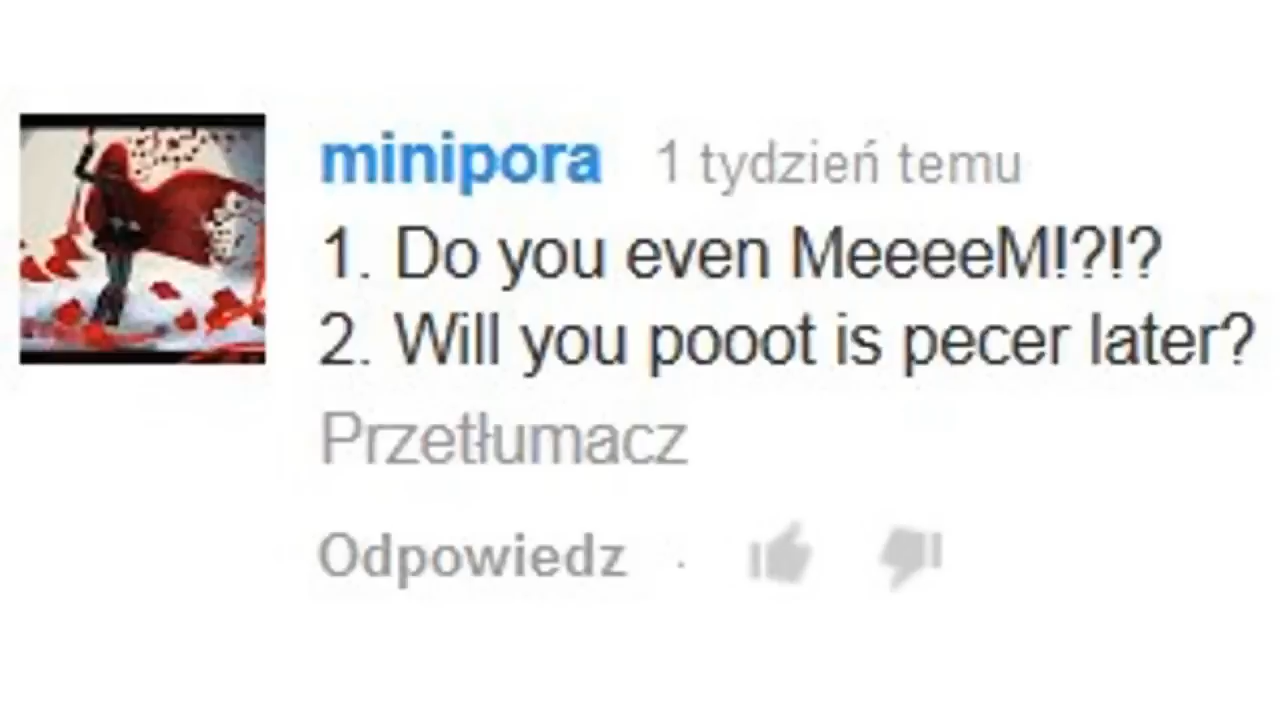 minipora 1 tydzień temu
1. Do you even MeeeeM!?!?
2. Will you pooot is pecer later?
Przetłumacz
Odpowiedz ·